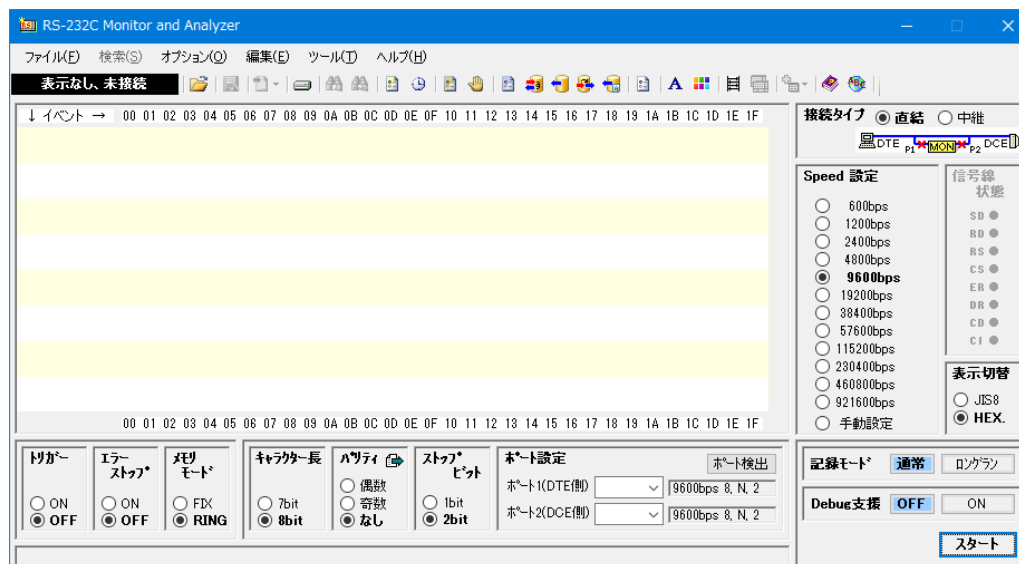 RS-232C Monitor and Analyzer
ファイル(F) 検索(S) オプション(O) 編集(E) ツール(T) ヘルプ(H)
表示なし、未接続
↓ イベント → 00 01 02 03 04 05 06 07 08 09 0A 0B 0C 0D 0E 0F 10 11 12 13 14 15 16 17 18 19 1A 1B 1C 1D 1E 1F
00 01 02 03 04 05 06 07 08 09 0A 0B 0C 0D 0E 0F 10 11 12 13 14 15 16 17 18 19 1A 1B 1C 1D 1E 1F
接続タイプ 直結 中継
DTE P1 MON P2 DCE
Speed 設定
600bps
1200bps
2400bps
4800bps
9600bps
19200bps
38400bps
57600bps
115200bps
230400bps
460800bps
921600bps
手動設定
信号線
状態
SD
RD
RS
CS
ER
DR
CD
CI
表示切替
JIS8
HEX.
トリガー
ON
OFF
エラー
ストップ
ON
OFF
メモリ
モード
FIX
RING
キャラクター長
7bit
8bit
パリティ
偶数
奇数
なし
ストップ
ビット
1bit
2bit
ポート設定 ポート検出
ポート1(DTE側) 9600bps 8, N, 2
ポート2(DCE側) 9600bps 8, N, 2
記録モード 通常 ロングラン
Debug支援 OFF ON
スタート